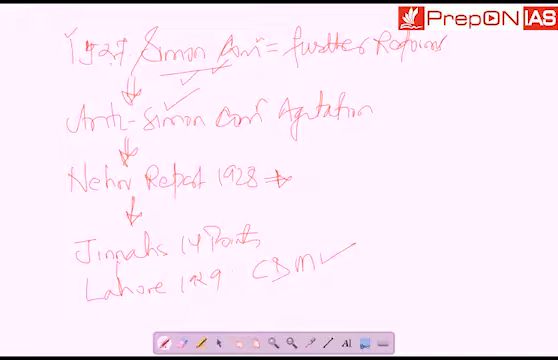 PrepON IAS
1927 Simon Com = further Reforms
Anti-Simon Com Agitation
Nehru Report 1928 →
Jinnahs 14 Points
Lahore 1929 CDM ✓